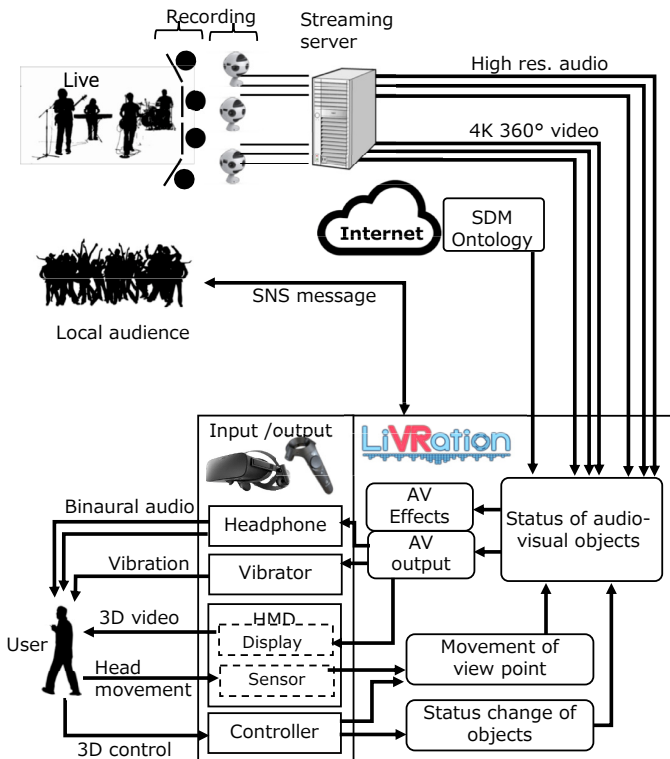 Recording
Streaming
server
Live
High res. audio
4K 360° video
Internet
SDM
Ontology
SNS message
Local audience
Input /output
LiVRation
Binaural audio
Headphone
AV
Effects
Status of audio-
visual objects
AV
output
Vibration
Vibrator
3D video
HMD
Display
User
Head
movement
Sensor
Movement of
view point
Controller
Status change of
objects
3D control